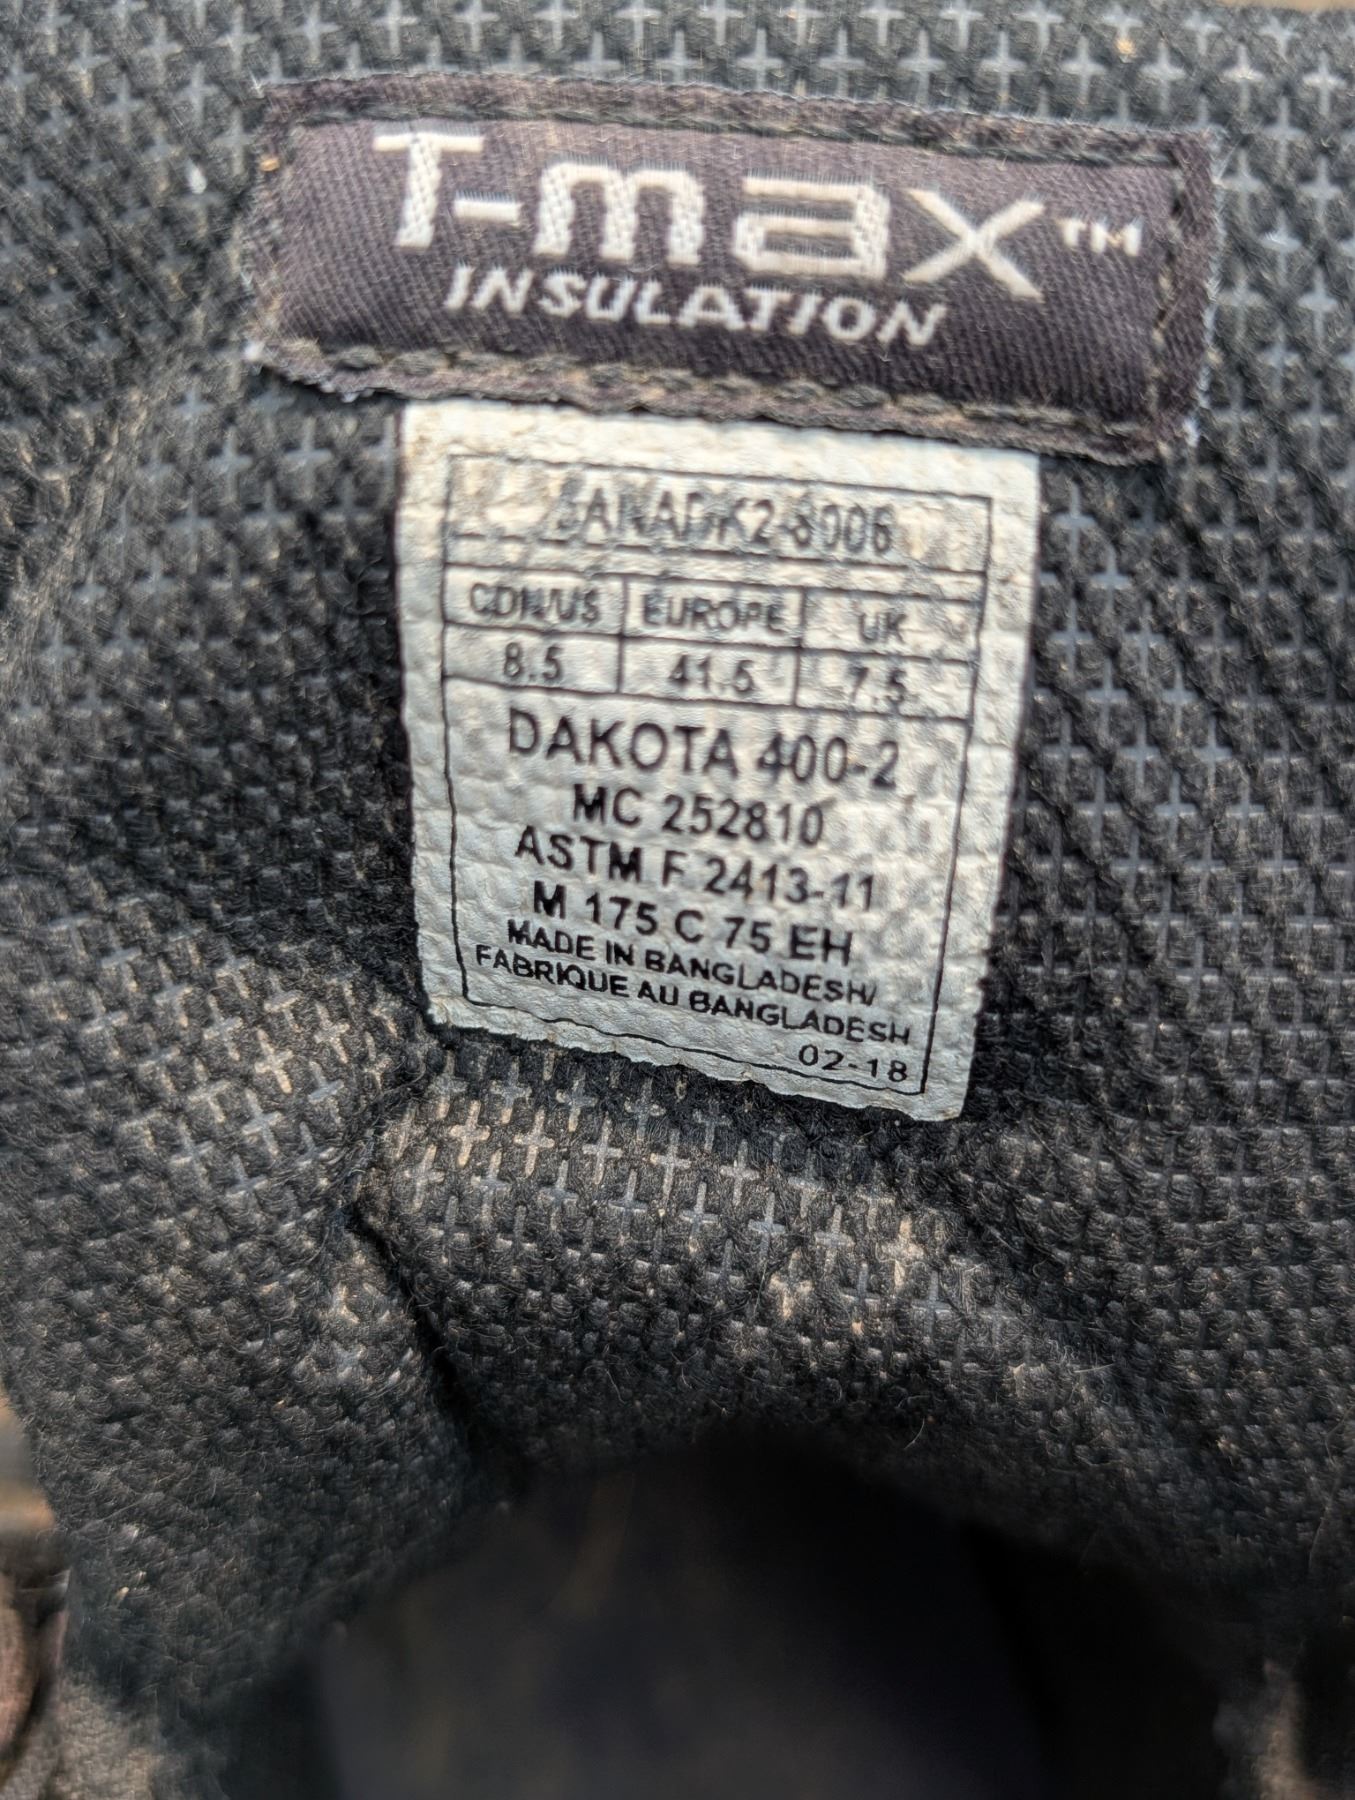 T-max™
INSULATION
8006
CDN/US EUROPE UK
8.5 41.5 7.5
DAKOTA 400-2
MC 252810
ASTM F 2413-11
M 175 C 75 EH
MADE IN BANGLADESH/
FABRIQUE AU BANGLADESH
02-18